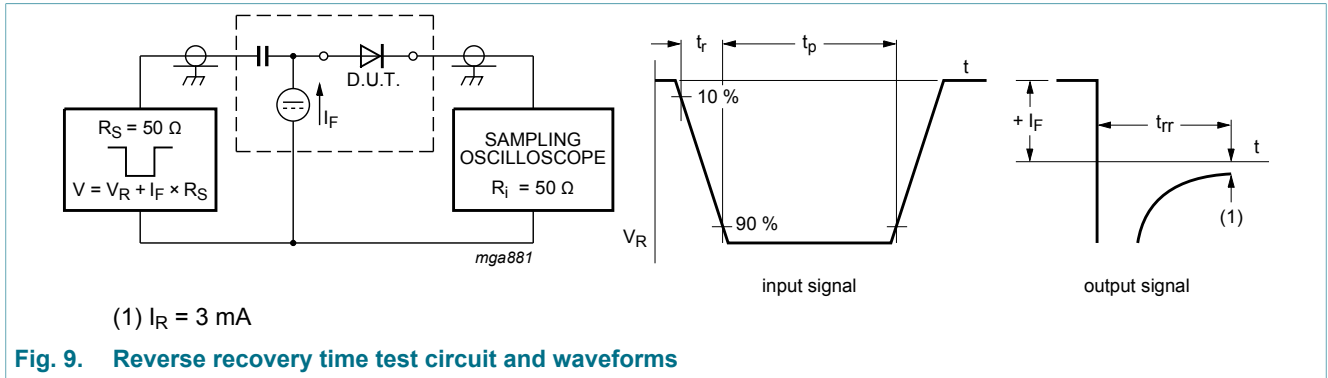 D.U.T.
I_F
R_S = 50 Ω
V = V_R + I_F × R_S
SAMPLING
OSCILLOSCOPE
R_i = 50 Ω
mga881
t_r
t_p
t
10 %
90 %
V_R
input signal
+ I_F
t_rr
t
(1)
output signal
(1) I_R = 3 mA
Fig. 9. Reverse recovery time test circuit and waveforms